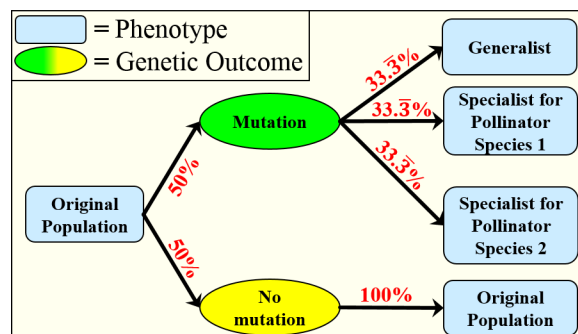 = Phenotype
= Genetic Outcome
Original
Population
50%
50%
Mutation
No
mutation
33.3̅%
33.3̅%
33.3̅%
100%
Generalist
Specialist for
Pollinator
Species 1
Specialist for
Pollinator
Species 2
Original
Population